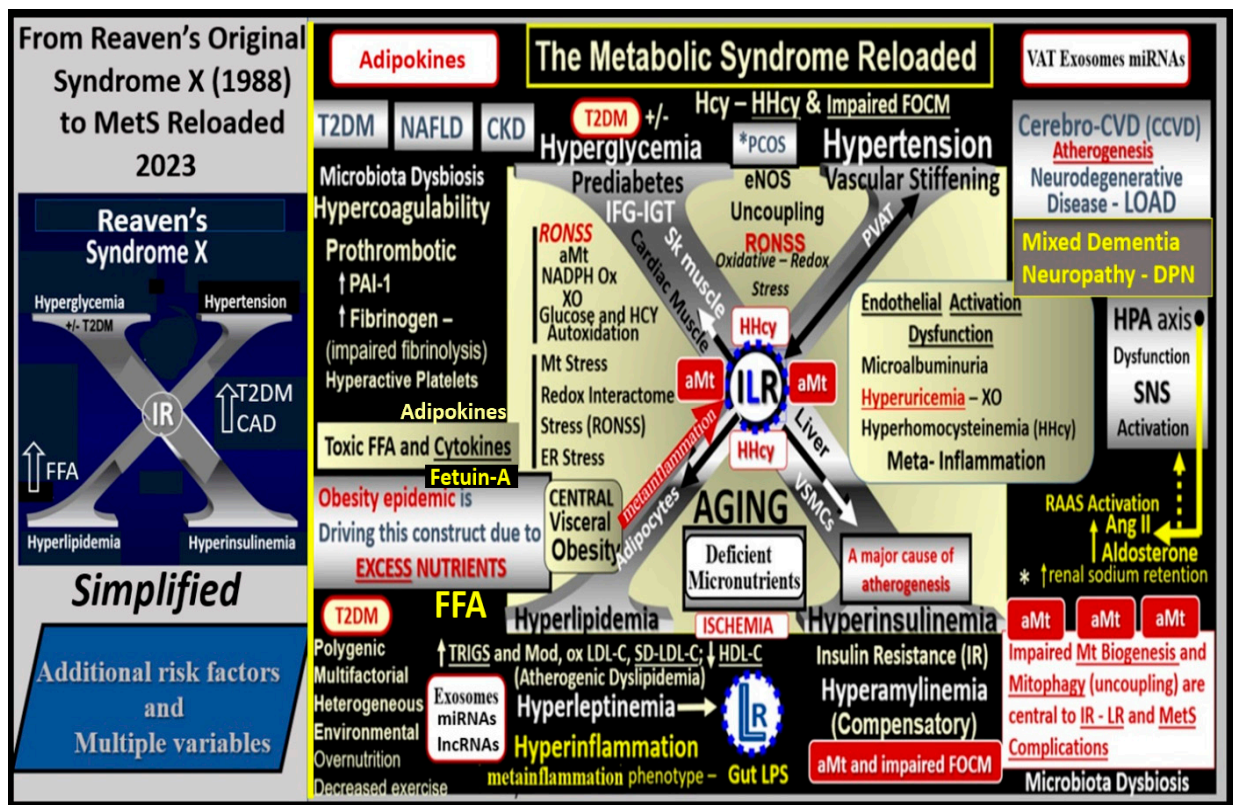 From Reaven's Original
Syndrome X (1988)
to MetS Reloaded
2023
Reaven's
Syndrome X
Hyperglycemia
+/- T2DM
Hypertension
IR
T2DM
CAD
FFA
Hyperlipidemia
Hyperinsulinemia
Simplified
Additional risk factors
and
Multiple variables
Adipokines
The Metabolic Syndrome Reloaded
VAT Exosomes miRNAs
T2DM
NAFLD
CKD
T2DM +/-
Hyperglycemia
Prediabetes
IFG-IGT
Hcy – HHcy & Impaired FOCM
*PCOS
Hypertension
Vascular Stiffening
eNOS
Uncoupling
RONSS
Oxidative – Redox
Stress
Sk muscle
Cardiac Muscle
PVAT
Cerebro-CVD (CCVD)
Atherogenesis
Neurodegenerative
Disease - LOAD
Mixed Dementia
Neuropathy - DPN
Microbiota Dysbiosis
Hypercoagulability
Prothrombotic
↑ PAI-1
↑ Fibrinogen –
(impaired fibrinolysis)
Hyperactive Platelets
Adipokines
Toxic FFA and Cytokines
Fetuin-A
RONSS
aMt
NADPH Ox
XO
Glucose and HCY
Autoxidation
Mt Stress
Redox Interactome
Stress (RONSS)
ER Stress
HHcy
aMt
ILR
aMt
HHcy
metainflammation
Adipocytes
Liver
VSMCs
Endothelial Activation
Dysfunction
Microalbuminuria
Hyperuricemia – XO
Hyperhomocysteinemia (HHcy)
Meta- Inflammation
HPA axis
Dysfunction
SNS
Activation
RAAS Activation
↑ Ang II
Aldosterone
* ↑renal sodium retention
Obesity epidemic is
Driving this construct due to
EXCESS NUTRIENTS
CENTRAL
Visceral
Obesity
AGING
Deficient
Micronutrients
ISCHEMIA
A major cause of
atherogenesis
T2DM
Polygenic
Multifactorial
Heterogeneous
Environmental
Overnutrition
Decreased exercise
FFA
Hyperlipidemia
↑ TRIGS and Mod, ox LDL-C, SD-LDL-C; ↓ HDL-C
(Atherogenic Dyslipidemia)
Exosomes
miRNAs
lncRNAs
Hyperleptinemia
LR
Hyperinflammation
metainflammation phenotype – Gut LPS
Hyperinsulinemia
Insulin Resistance (IR)
Hyperamylinemia
(Compensatory)
aMt and impaired FOCM
aMt
aMt
aMt
Impaired Mt Biogenesis and
Mitophagy (uncoupling) are
central to IR - LR and MetS
Complications
Microbiota Dysbiosis